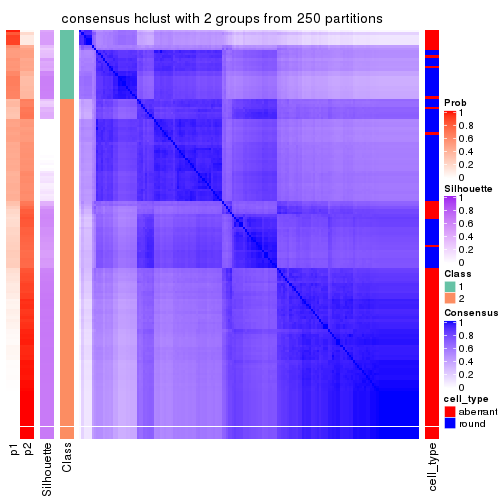 consensus hclust with 2 groups from 250 partitions
Prob
1
0.8
0.6
0.4
0.2
0
Silhouette
1
0.8
0.6
0.4
0.2
0
Class
1
2
Consensus
1
0.8
0.6
0.4
0.2
0
cell_type
aberrant
round
p1
p2
Silhouette
Class
cell_type